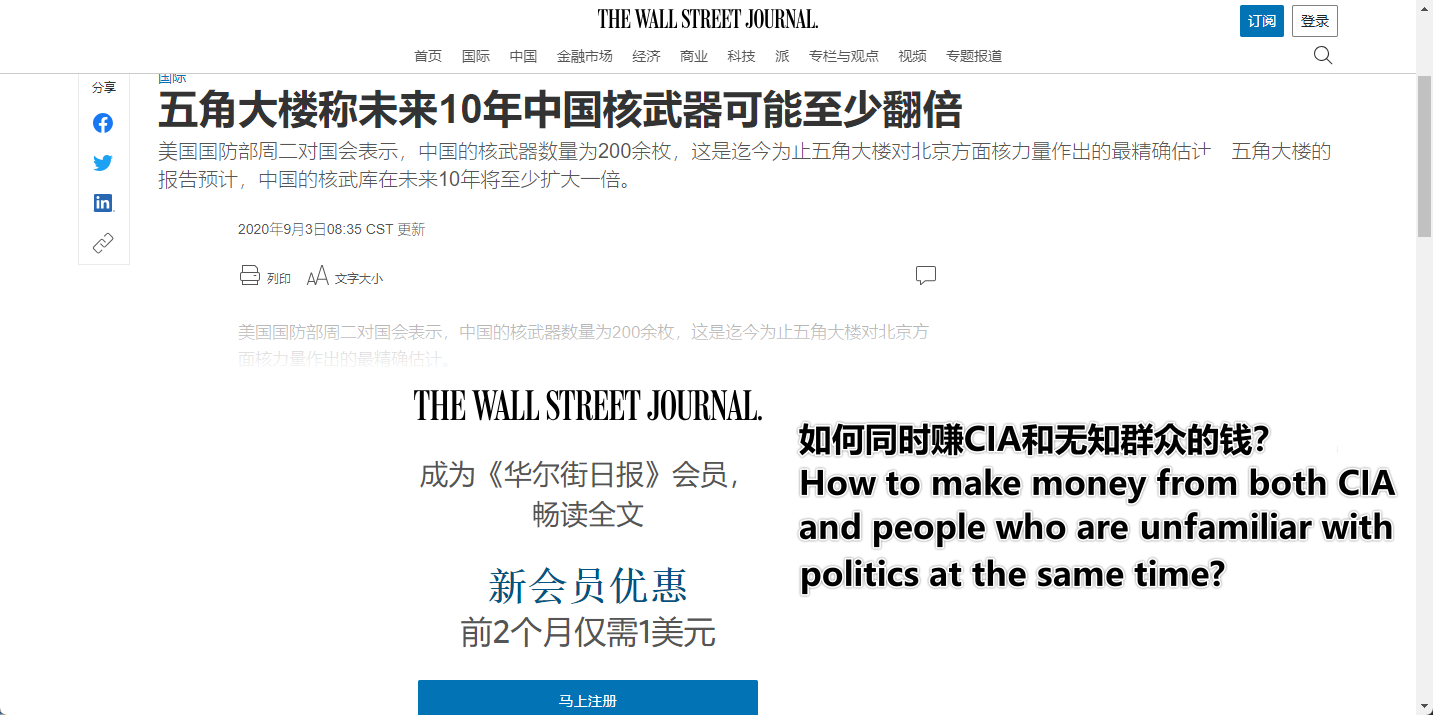 THE WALL STREET JOURNAL.
订阅
登录
首页 国际 中国 金融市场 经济 商业 科技 派 专栏与观点 视频 专题报道
分享
国际
五角大楼称未来10年中国核武器可能至少翻倍
美国国防部周二对国会表示，中国的核武器数量为200余枚，这是迄今为止五角大楼对北京方面核力量作出的最精确估计 五角大楼的
报告预计，中国的核武库在未来10年将至少扩大一倍。
2020年9月3日08:35 CST 更新
列印 AA 文字大小
美国国防部周二对国会表示，中国的核武器数量为200余枚，这是迄今为止五角大楼对北京方
面核力量作出的最精确估计。
THE WALL STREET JOURNAL.
成为《华尔街日报》会员，
畅读全文
新会员优惠
前2个月仅需1美元
马上注册
如何同时赚CIA和无知群众的钱？
How to make money from both CIA
and people who are unfamiliar with
politics at the same time?